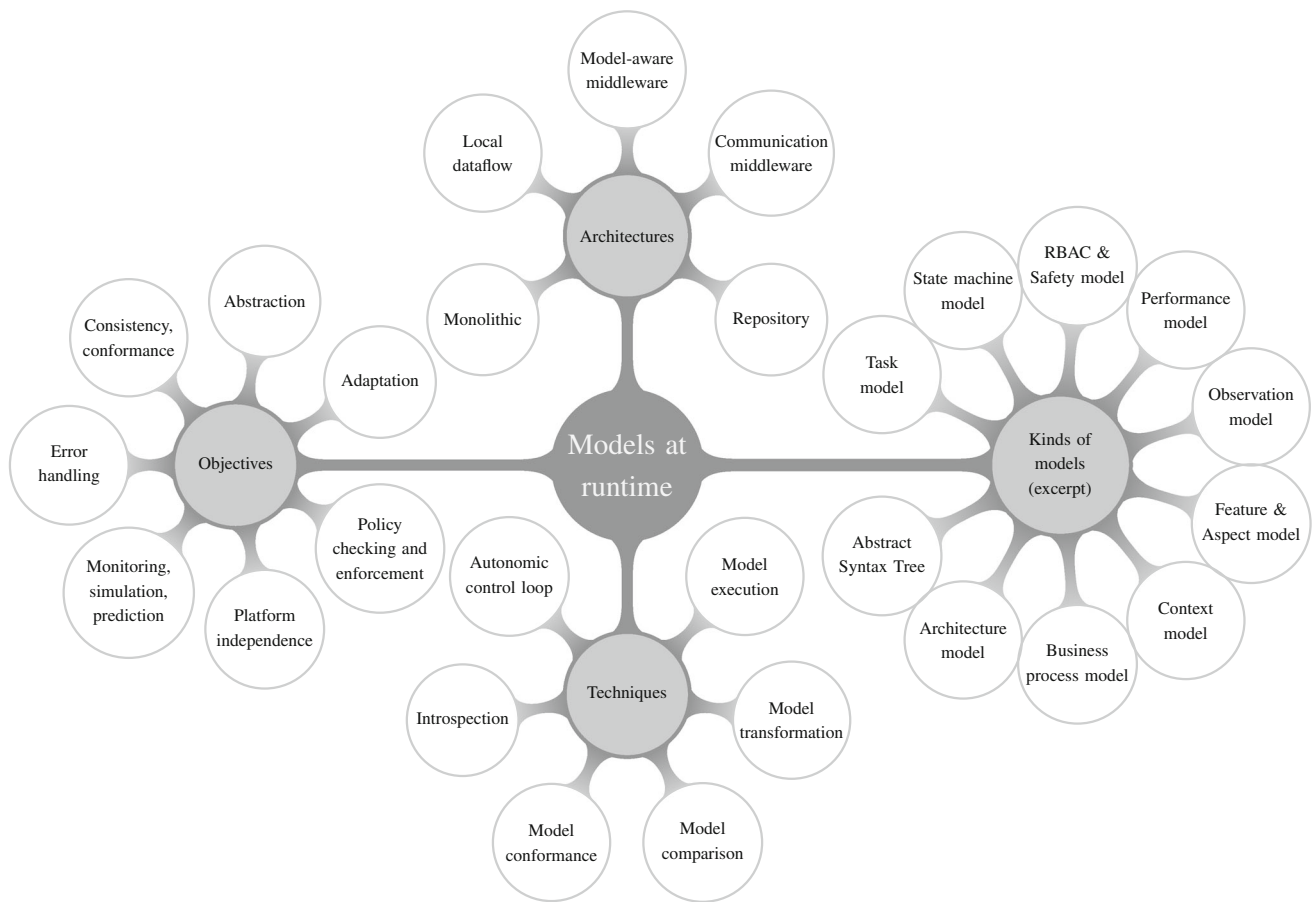 Model-aware
middleware
Local
dataflow
Communication
middleware
Architectures
Monolithic
Repository
Abstraction
Consistency,
conformance
Adaptation
Error
handling
Objectives
Monitoring,
simulation,
prediction
Platform
independence
Policy
checking and
enforcement
Models at
runtime
State machine
model
RBAC &
Safety model
Performance
model
Task
model
Observation
model
Kinds of
models
(excerpt)
Feature &
Aspect model
Abstract
Syntax Tree
Architecture
model
Business
process model
Context
model
Autonomic
control loop
Model
execution
Techniques
Introspection
Model
transformation
Model
conformance
Model
comparison